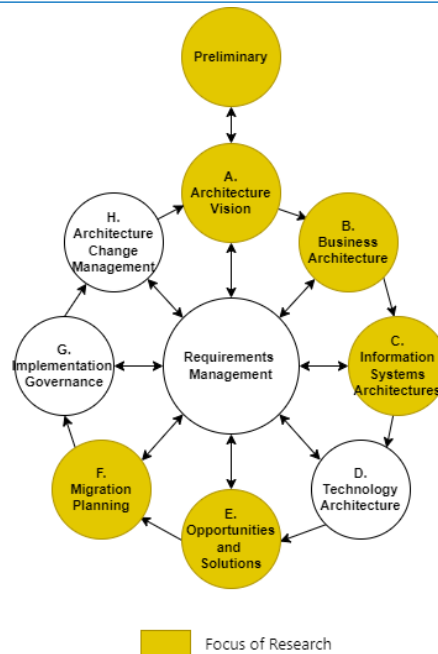 Preliminary
A.
Architecture
Vision
H.
Architecture
Change
Management
B.
Business
Architecture
G.
Implementation
Governance
Requirements
Management
C.
Information
Systems
Architectures
F.
Migration
Planning
D.
Technology
Architecture
E.
Opportunities
and
Solutions
Focus of Research